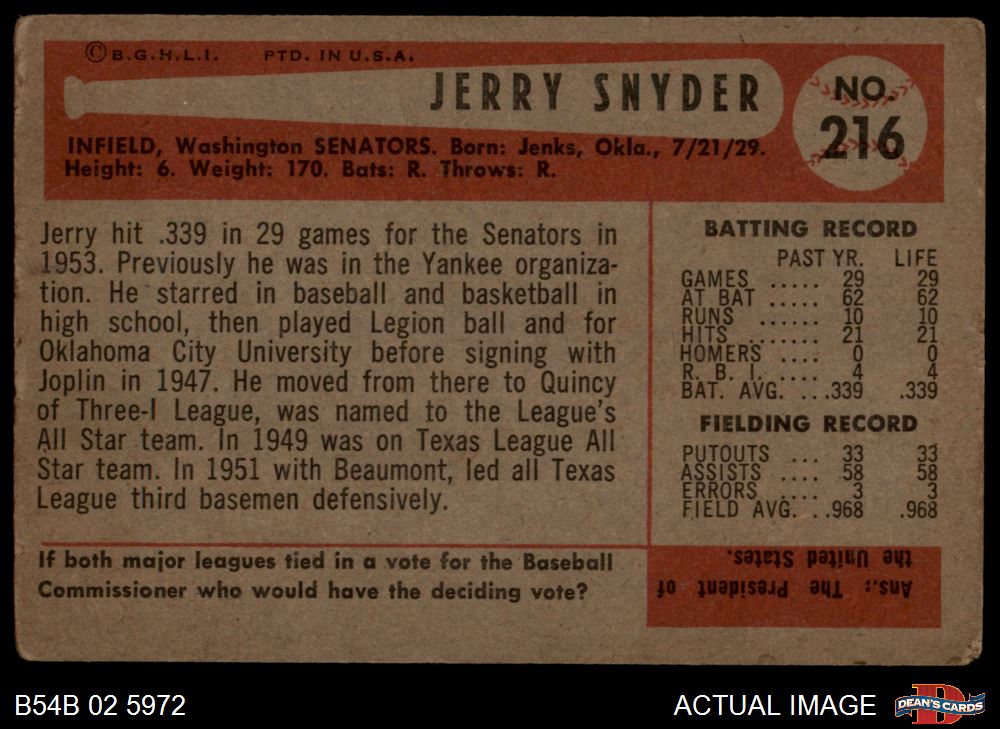 © B.G.H.L.I. PTD. IN U.S.A.
JERRY SNYDER
NO.
216
INFIELD, Washington SENATORS. Born: Jenks, Okla., 7/21/29.
Height: 6. Weight: 170. Bats: R. Throws: R.
Jerry hit .339 in 29 games for the Senators in
1953. Previously he was in the Yankee organiza-
tion. He starred in baseball and basketball in
high school, then played Legion ball and for
Oklahoma City University before signing with
Joplin in 1947. He moved from there to Quincy
of Three-I League, was named to the League's
All Star team. In 1949 was on Texas League All
Star team. In 1951 with Beaumont, led all Texas
League third basemen defensively.
BATTING RECORD
PAST YR. LIFE
GAMES ..... 29 29
AT BAT ..... 62 62
RUNS ...... 10 10
HITS ...... 21 21
HOMERS .... 0 0
R. B. I. .... 4 4
BAT. AVG. ...339 .339
FIELDING RECORD
PUTOUTS ... 33 33
ASSISTS .... 58 58
ERRORS .... 3 3
FIELD AVG. ..968 .968
If both major leagues tied in a vote for the Baseball
Commissioner who would have the deciding vote?
Ans.: The President of
the United States.
B54B 02 5972
ACTUAL IMAGE
DEAN'S CARDS